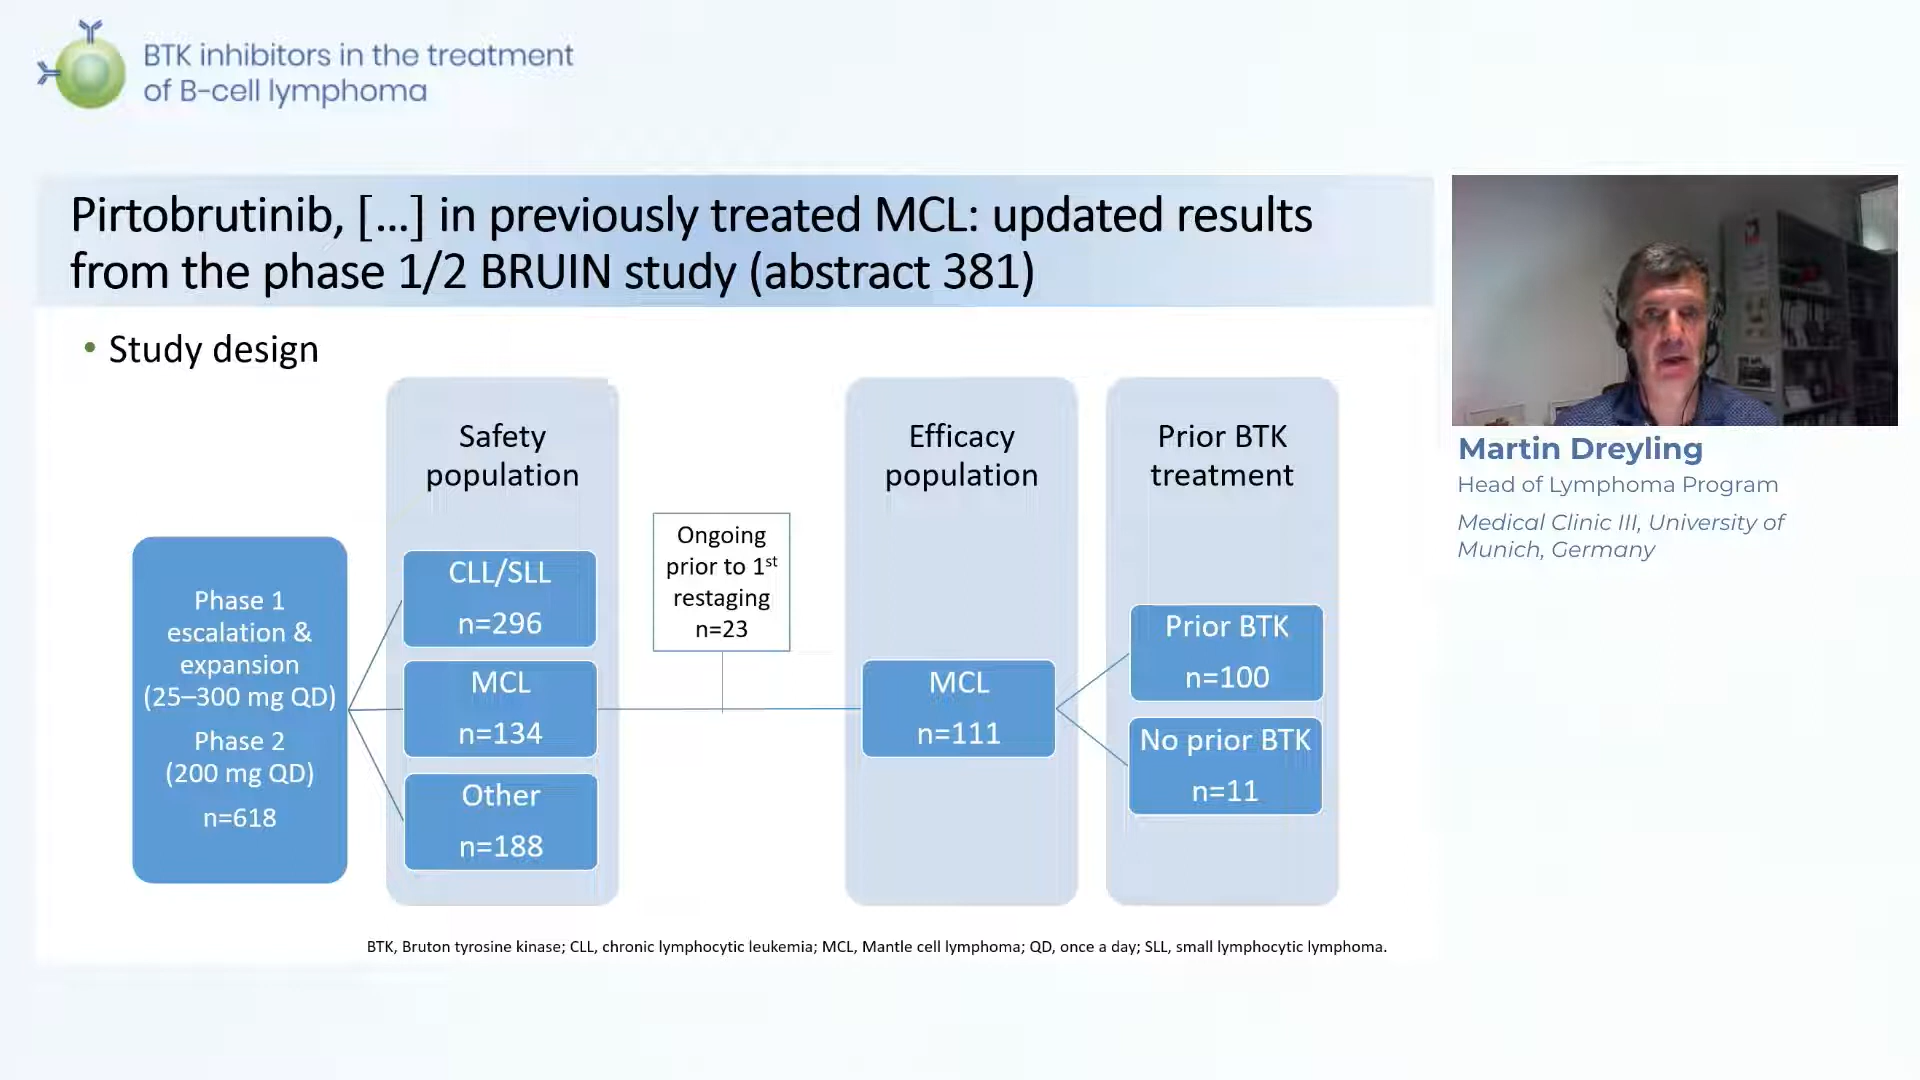 BTK inhibitors in the treatment
of B-cell lymphoma
Pirtobrutinib, [...] in previously treated MCL: updated results
from the phase 1/2 BRUIN study (abstract 381)
• Study design
Phase 1
escalation &
expansion
(25–300 mg QD)
Phase 2
(200 mg QD)
n=618
Safety
population
CLL/SLL
n=296
MCL
n=134
Other
n=188
Ongoing
prior to 1st
restaging
n=23
Efficacy
population
MCL
n=111
Prior BTK
treatment
Prior BTK
n=100
No prior BTK
n=11
BTK, Bruton tyrosine kinase; CLL, chronic lymphocytic leukemia; MCL, Mantle cell lymphoma; QD, once a day; SLL, small lymphocytic lymphoma.
Martin Dreyling
Head of Lymphoma Program
Medical Clinic III, University of
Munich, Germany